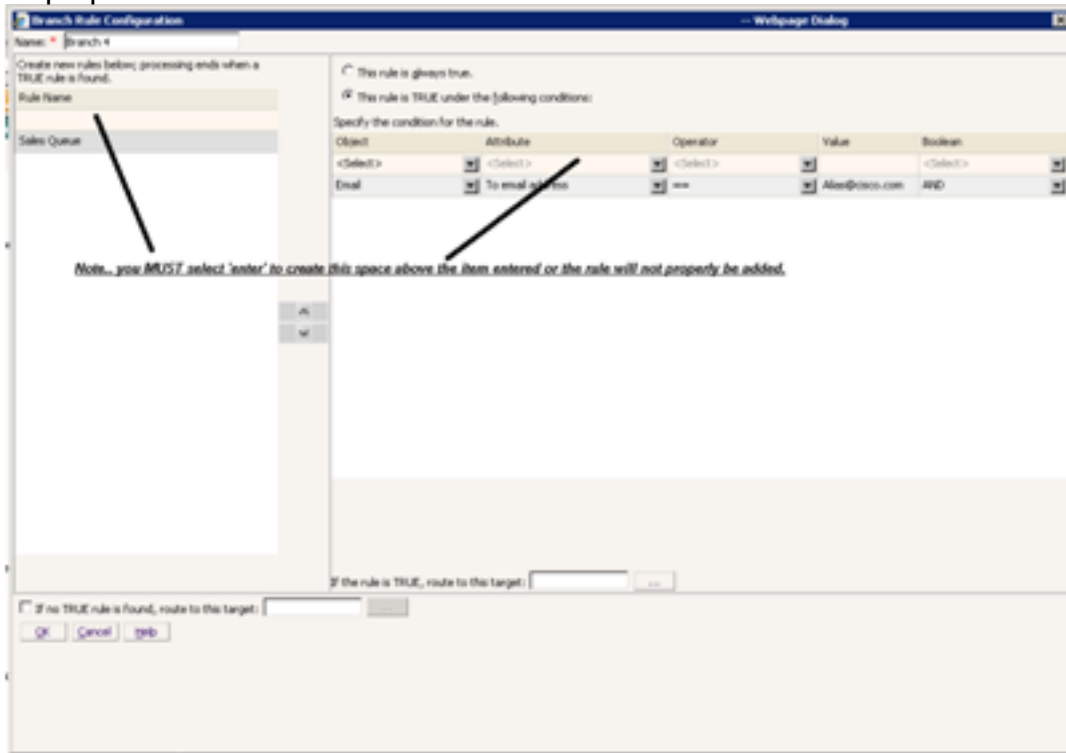 Branch Rule Configuration -- Webpage Dialog
Name: * Branch 4
Create new rules below; processing ends when a
TRUE rule is found.
Rule Name
Sales Queue
This rule is always true.
This rule is TRUE under the following conditions:
Specify the condition for the rule.
Object Attribute Operator Value Boolean
<Select> <Select> <Select> <Select>
Email To email address == Alias@cisco.com AND
Note.. you MUST select 'enter' to create this space above the item entered or the rule will not properly be added.
If the rule is TRUE, route to this target: ...
If no TRUE rule is found, route to this target: ...
OK Cancel Help